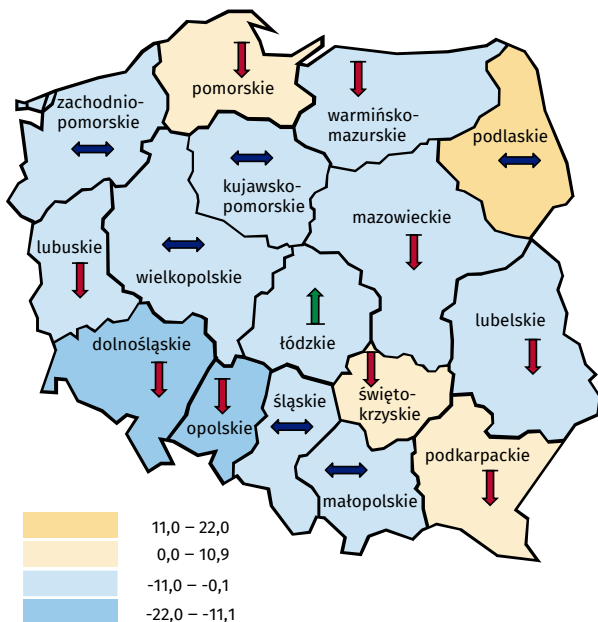 pomorskie
zachodnio-
pomorskie
warmińsko-
mazurskie
podlaskie
kujawsko-
pomorskie
mazowieckie
lubuskie
wielkopolskie
lubelskie
dolnośląskie
łódzkie
śląskie
święto-
krzyskie
opolskie
podkarpackie
małopolskie
11,0 – 22,0
0,0 – 10,9
-11,0 – -0,1
-22,0 – -11,1